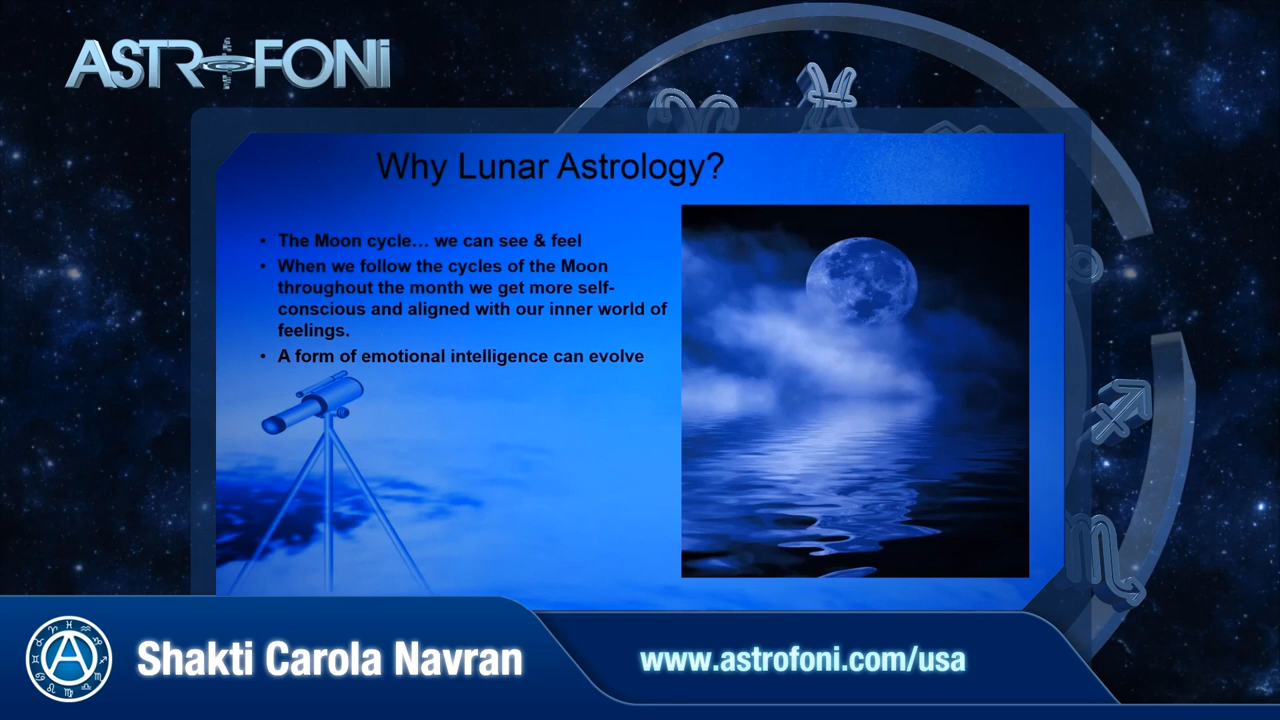 ASTROFONi
Why Lunar Astrology?
• The Moon cycle... we can see & feel
• When we follow the cycles of the Moon
throughout the month we get more self-
conscious and aligned with our inner world of
feelings.
• A form of emotional intelligence can evolve
A
Shakti Carola Navran
www.astrofoni.com/usa